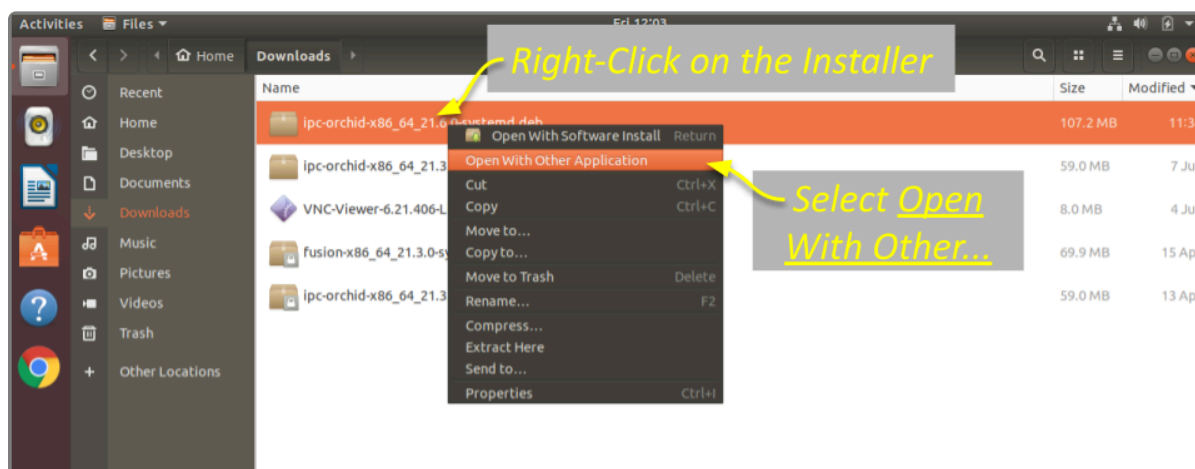 Activities Files Fri 12:03
Home Downloads
Right-Click on the Installer
Name Size Modified
Recent
Home
Desktop
Documents
Downloads
Music
Pictures
Videos
Trash
Other Locations
ipc-orchid-x86_64_21.6.0-systemd.deb 107.2 MB 11:3
ipc-orchid-x86_64_21.3 59.0 MB 7 Ju
VNC-Viewer-6.21.406-L 8.0 MB 4 Ju
fusion-x86_64_21.3.0-sy 69.9 MB 15 Ap
ipc-orchid-x86_64_21.3 59.0 MB 13 Ap
Open With Software Install Return
Open With Other Application
Cut Ctrl+X
Copy Ctrl+C
Move to...
Copy to...
Move to Trash Delete
Rename... F2
Compress...
Extract Here
Send to...
Properties Ctrl+I
Select Open
With Other...